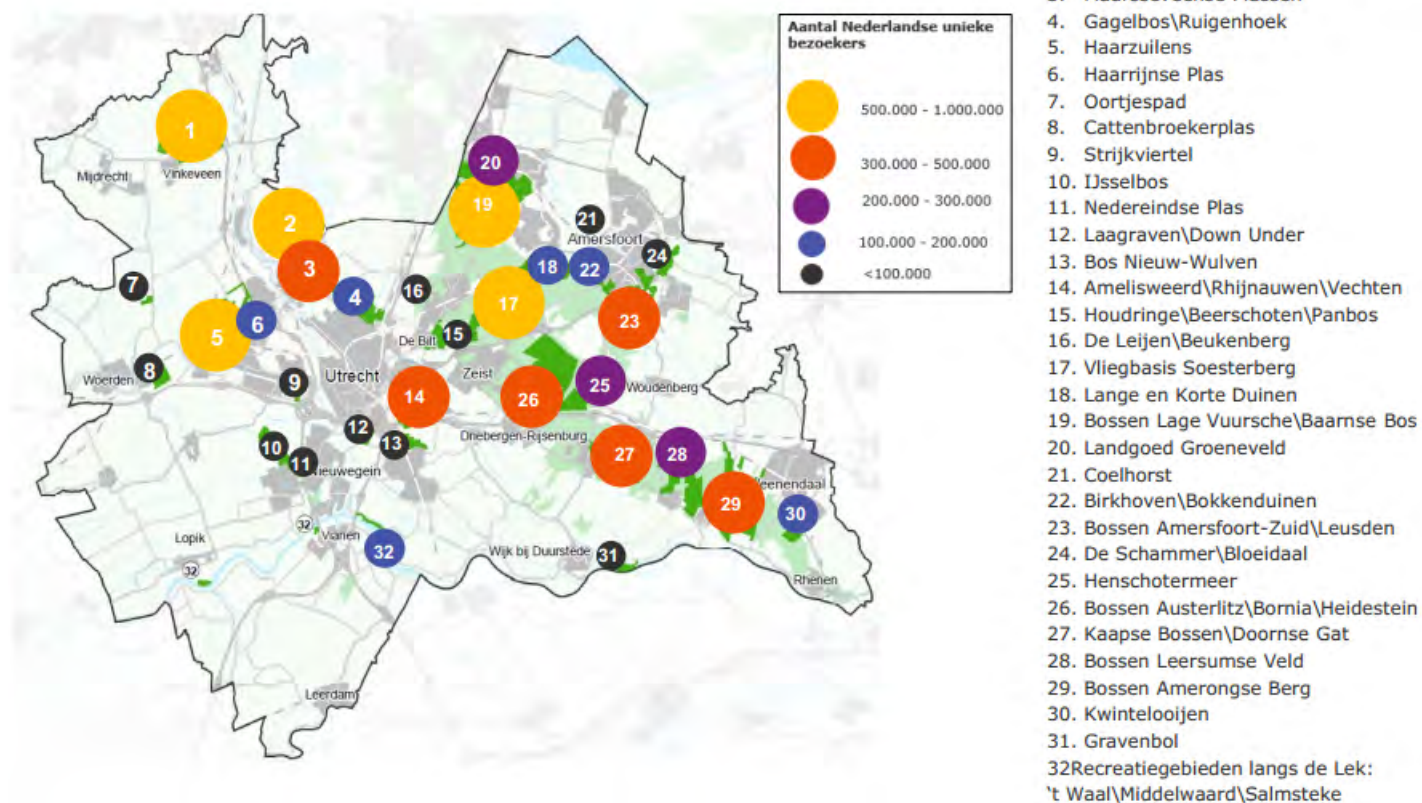 Aantal Nederlandse unieke
bezoekers
500.000 - 1.000.000
300.000 - 500.000
200.000 - 300.000
100.000 - 200.000
<100.000
1
Mijdrecht
Vinkeveen
2
3
4
5
6
7
8
Woerden
9
Utrecht
10
11
Nieuwegein
12
13
14
De Bilt
15
16
Zeist
17
18
19
20
21
Amersfoort
22
23
24
25
Woudenberg
26
Driebergen-Rijsenburg
27
28
29
Veenendaal
30
31
Wijk bij Duurstede
Rhenen
32
Vianen
32
Lopik
32
Leerdam
4. Gagelbos\Ruigenhoek
5. Haarzuilens
6. Haarrijnse Plas
7. Oortjespad
8. Cattenbroekerplas
9. Strijkviertel
10. IJsselbos
11. Nedereindse Plas
12. Laagraven\Down Under
13. Bos Nieuw-Wulven
14. Amelisweerd\Rhijnauwen\Vechten
15. Houdringe\Beerschoten\Panbos
16. De Leijen\Beukenberg
17. Vliegbasis Soesterberg
18. Lange en Korte Duinen
19. Bossen Lage Vuursche\Baarnse Bos
20. Landgoed Groeneveld
21. Coelhorst
22. Birkhoven\Bokkenduinen
23. Bossen Amersfoort-Zuid\Leusden
24. De Schammer\Bloeidaal
25. Henschotermeer
26. Bossen Austerlitz\Bornia\Heidestein
27. Kaapse Bossen\Doornse Gat
28. Bossen Leersumse Veld
29. Bossen Amerongse Berg
30. Kwintelooijen
31. Gravenbol
32Recreatiegebieden langs de Lek:
't Waal\Middelwaard\Salmsteke